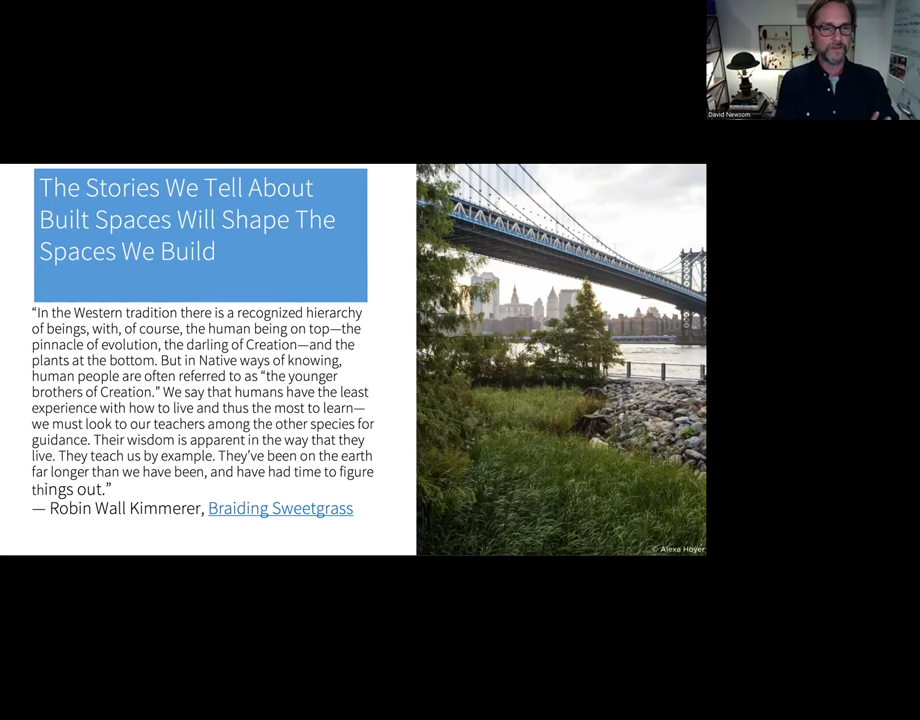 David Newsom
The Stories We Tell About
Built Spaces Will Shape The
Spaces We Build
“In the Western tradition there is a recognized hierarchy
of beings, with, of course, the human being on top—the
pinnacle of evolution, the darling of Creation—and the
plants at the bottom. But in Native ways of knowing,
human people are often referred to as “the younger
brothers of Creation.” We say that humans have the least
experience with how to live and thus the most to learn—
we must look to our teachers among the other species for
guidance. Their wisdom is apparent in the way that they
live. They teach us by example. They’ve been on the earth
far longer than we have been, and have had time to figure
things out.”
— Robin Wall Kimmerer, Braiding Sweetgrass
© Alexa Hoyer